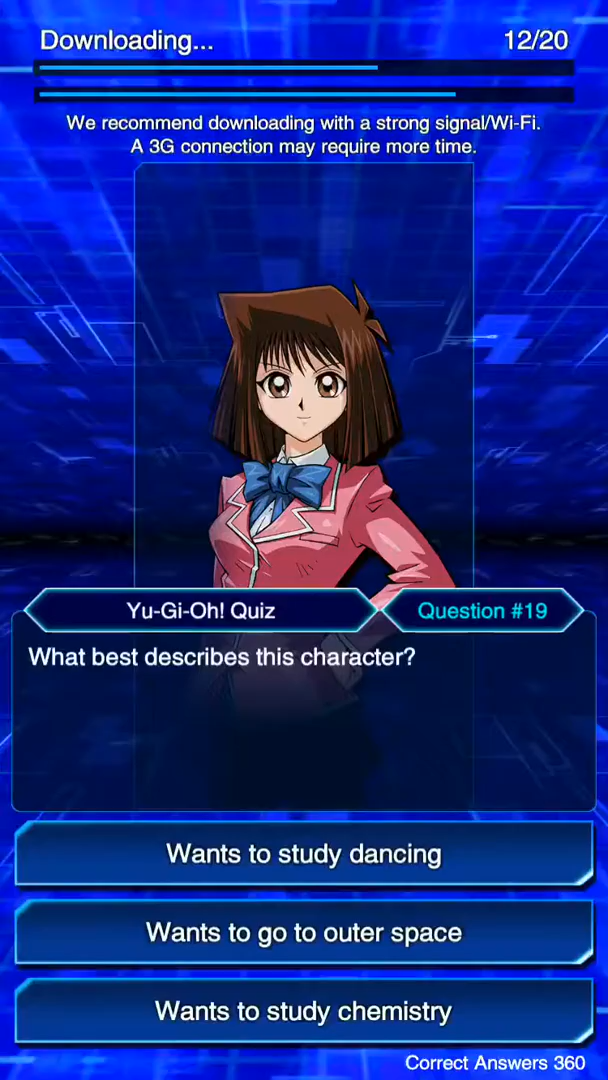 Downloading... 12/20
We recommend downloading with a strong signal/Wi-Fi.
A 3G connection may require more time.
Yu-Gi-Oh! Quiz Question #19
What best describes this character?
Wants to study dancing
Wants to go to outer space
Wants to study chemistry
Correct Answers 360